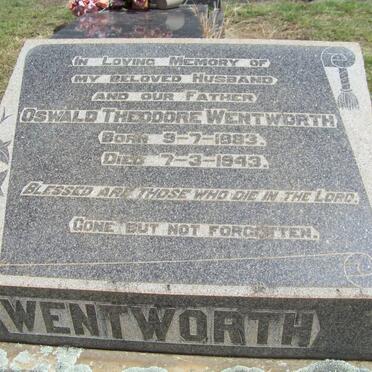 In Loving Memory of
my beloved Husband
and our Father
Oswald Theodore Wentworth
Born 9-7-1883.
Died 7-3-1943.
Blessed are those who die in the Lord.
Gone but not forgotten.
WENTWORTH